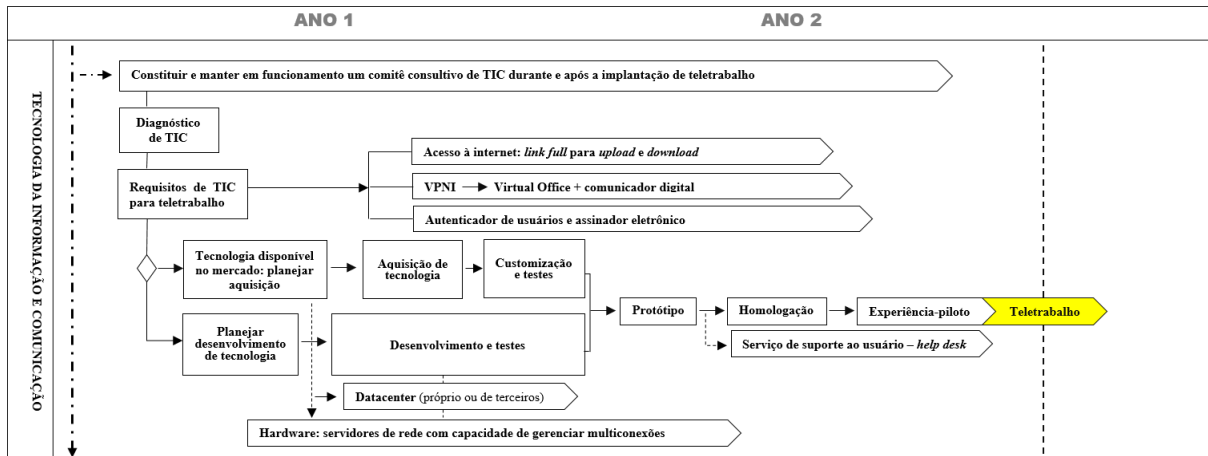 ANO 1
ANO 2
TECNOLOGIA DA INFORMAÇÃO E COMUNICAÇÃO
Constituir e manter em funcionamento um comitê consultivo de TIC durante e após a implantação de teletrabalho
Diagnóstico
de TIC
Requisitos de TIC
para teletrabalho
Acesso à internet: link full para upload e download
VPNI
Virtual Office + comunicador digital
Autenticador de usuários e assinador eletrônico
Tecnologia disponível
no mercado: planejar
aquisição
Aquisição de
tecnologia
Customização
e testes
Planejar
desenvolvimento
de tecnologia
Desenvolvimento e testes
Protótipo
Homologação
Experiência-piloto
Teletrabalho
Serviço de suporte ao usuário – help desk
Datacenter (próprio ou de terceiros)
Hardware: servidores de rede com capacidade de gerenciar multiconexões